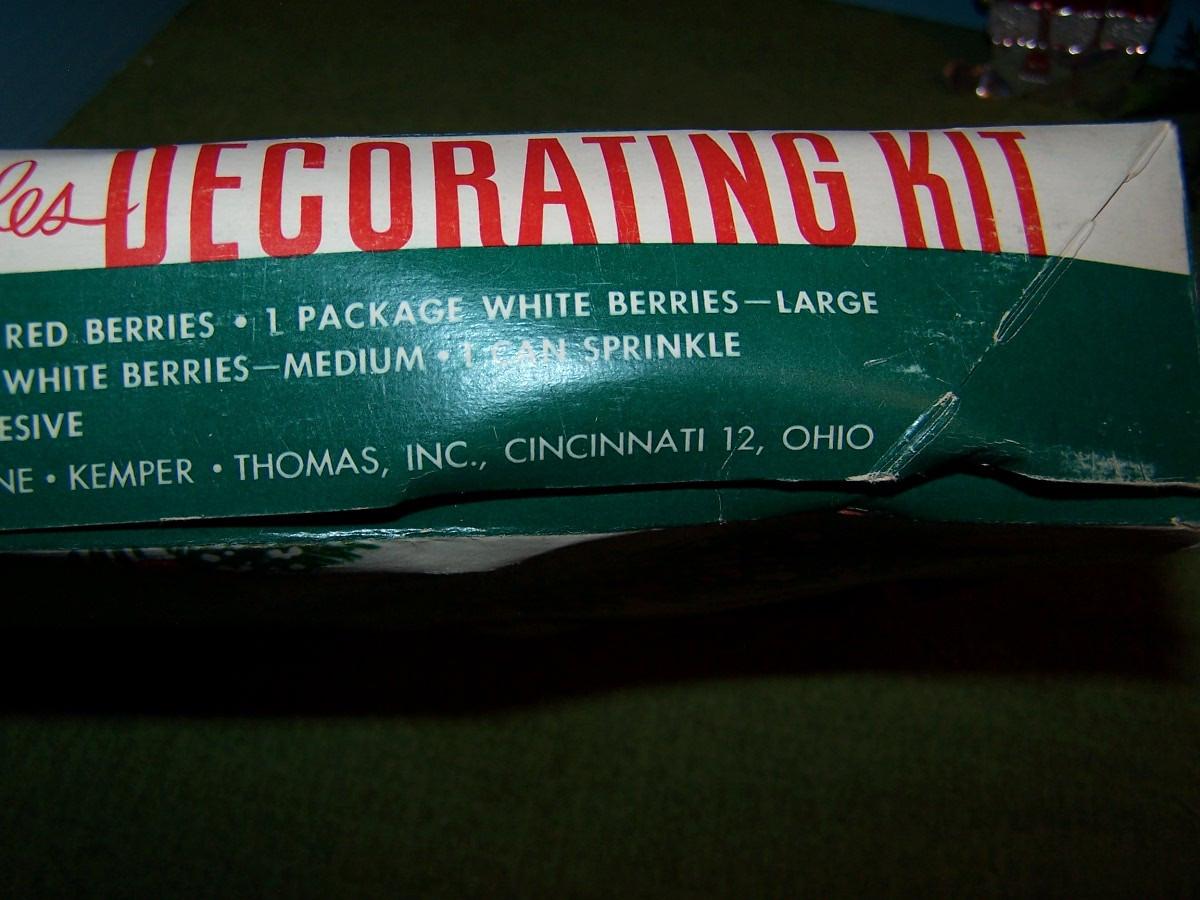 les DECORATING KIT
RED BERRIES • 1 PACKAGE WHITE BERRIES—LARGE
WHITE BERRIES—MEDIUM • 1 CAN SPRINKLE
ESIVE
NE • KEMPER • THOMAS, INC., CINCINNATI 12, OHIO